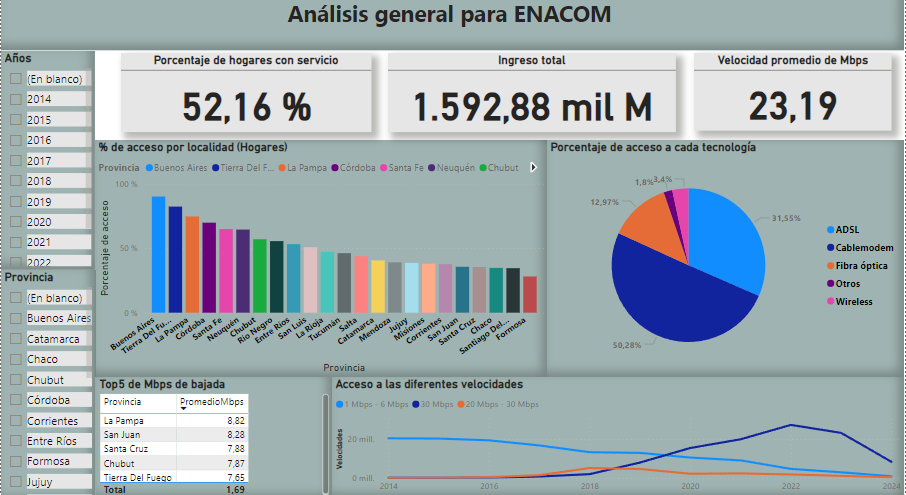 Análisis general para ENACOM
Años
(En blanco)
2014
2015
2016
2017
2018
2019
2020
2021
2022
Provincia
(En blanco)
Buenos Aires
Catamarca
Chaco
Chubut
Córdoba
Corrientes
Entre Ríos
Formosa
Jujuy
Porcentaje de hogares con servicio
52,16 %
Ingreso total
1.592,88 mil M
Velocidad promedio de Mbps
23,19
% de acceso por localidad (Hogares)
Provincia Buenos Aires Tierra Del F... La Pampa Córdoba Santa Fe Neuquén Chubut
Porcentaje de acceso
100 %
50 %
0 %
Buenos Aires
Tierra Del Fu...
La Pampa
Córdoba
Santa Fe
Neuquén
Chubut
Rio Negro
Entre Rios
San Luis
La Rioja
Tucuman
Salta
Catamarca
Mendoza
Jujuy
Misiones
Corrientes
San Juan
Santa Cruz
Chaco
Santiago Del...
Formosa
Provincia
Porcentaje de acceso a cada tecnología
31,55%
50,28%
12,97%
1,8%
3,4%
ADSL
Cablemodem
Fibra óptica
Otros
Wireless
Top5 de Mbps de bajada
Provincia PromedioMbps
La Pampa 8,82
San Juan 8,28
Santa Cruz 7,88
Chubut 7,87
Tierra Del Fuego 7,65
Total 1,69
Acceso a las diferentes velocidades
1 Mbps - 6 Mbps 30 Mbps 20 Mbps - 30 Mbps
Velocidades
20 mill.
0 mill.
2014 2016 2018 2020 2022 2024